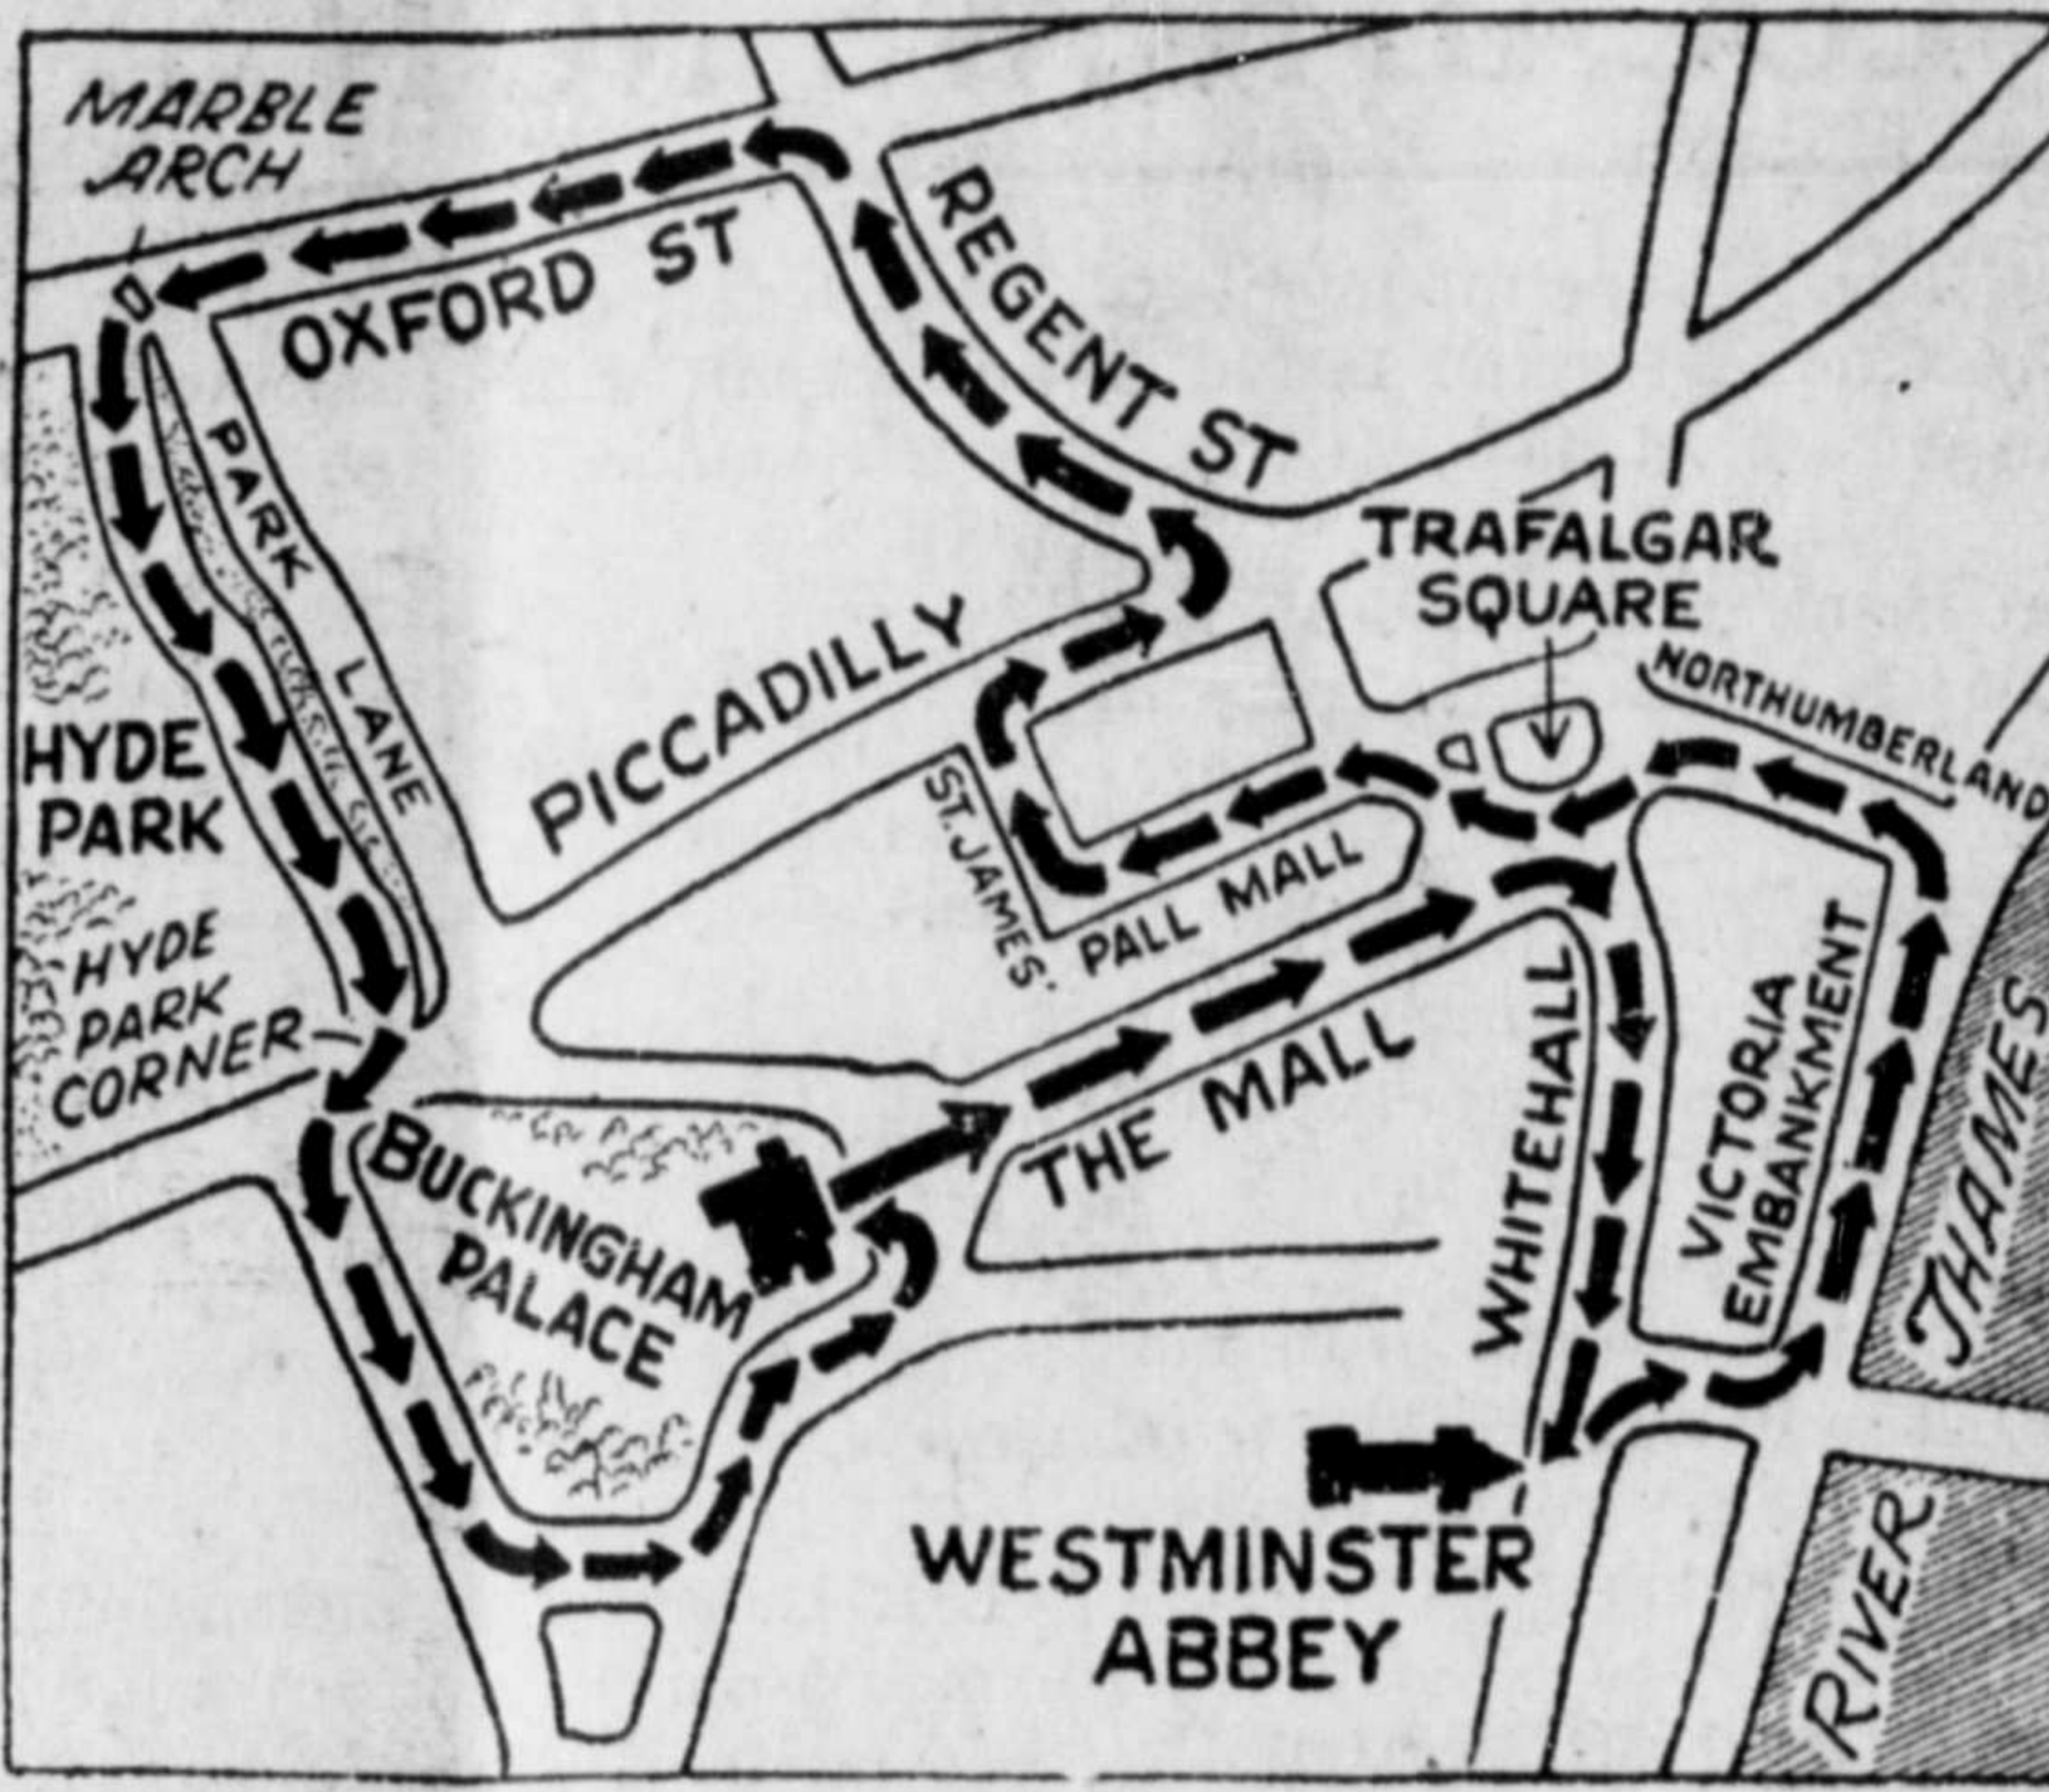 MARBLE
ARCH
OXFORD ST
REGENT ST
PARK LANE
TRAFALGAR
SQUARE
NORTHUMBERLAND
PICCADILLY
HYDE
PARK
ST. JAMES'
PALL MALL
HYDE
PARK
CORNER
THE MALL
WHITEHALL
VICTORIA
EMBANKMENT
BUCKINGHAM
PALACE
WESTMINSTER
ABBEY
RIVER THAMES